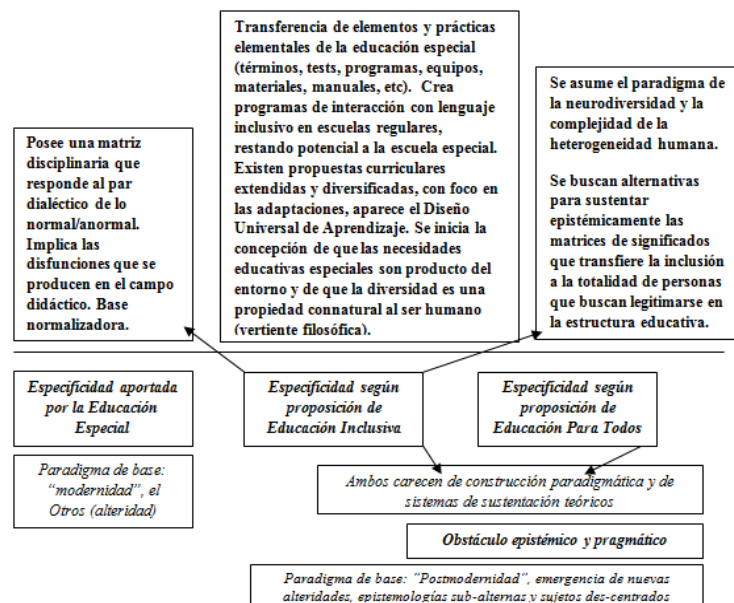 Transferencia de elementos y prácticas
elementales de la educación especial
(términos, tests, programas, equipos,
materiales, manuales, etc). Crea
programas de interacción con lenguaje
inclusivo en escuelas regulares,
restando potencial a la escuela especial.
Existen propuestas curriculares
extendidas y diversificadas, con foco en
las adaptaciones, aparece el Diseño
Universal de Aprendizaje. Se inicia la
concepción de que las necesidades
educativas especiales son producto del
entorno y de que la diversidad es una
propiedad connatural al ser humano
(vertiente filosófica).
Se asume el paradigma de
la neurodiversidad y la
complejidad de la
heterogeneidad humana.
Se buscan alternativas
para sustentar
epistémicamente las
matrices de significados
que transfiere la inclusión
a la totalidad de personas
que buscan legitimarse en
la estructura educativa.
Posee una matriz
disciplinaria que
responde al par
dialéctico de lo
normal/anormal.
Implica las
disfunciones que se
producen en el campo
didáctico. Base
normalizadora.
Especificidad aportada
por la Educación
Especial
Especificidad según
proposición de
Educación Inclusiva
Especificidad según
proposición de
Educación Para Todos
Paradigma de base:
“modernidad”, el
Otros (alteridad)
Ambos carecen de construcción paradigmática y de
sistemas de sustentación teóricos
Obstáculo epistémico y pragmático
Paradigma de base: “Postmodernidad”, emergencia de nuevas
alteridades, epistemologías sub-alternas y sujetos des-centrados